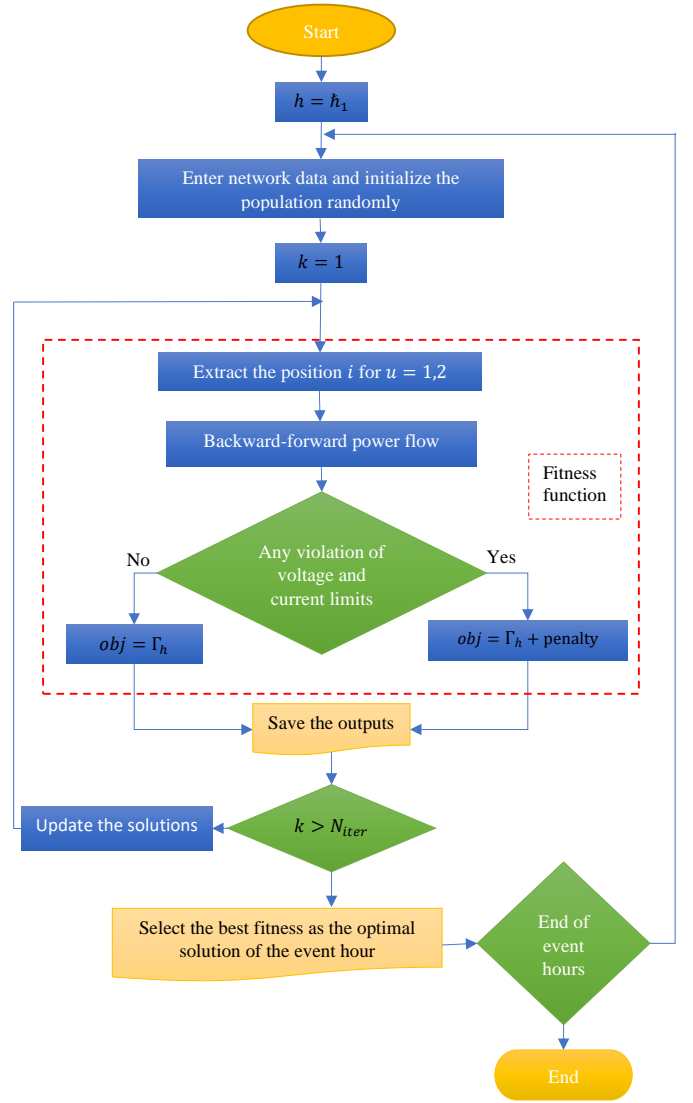 Start
ℎ = ℏ₁
Enter network data and initialize the
population randomly
𝑘 = 1
Extract the position 𝑖 for 𝑢 = 1,2
Backward-forward power flow
Fitness
function
Any violation of
voltage and
current limits
No
Yes
𝑜𝑏𝑗 = Γₕ
𝑜𝑏𝑗 = Γₕ + penalty
Save the outputs
𝑘 > 𝑁ᵢₜₑᵣ
Update the solutions
Select the best fitness as the optimal
solution of the event hour
End of
event
hours
End